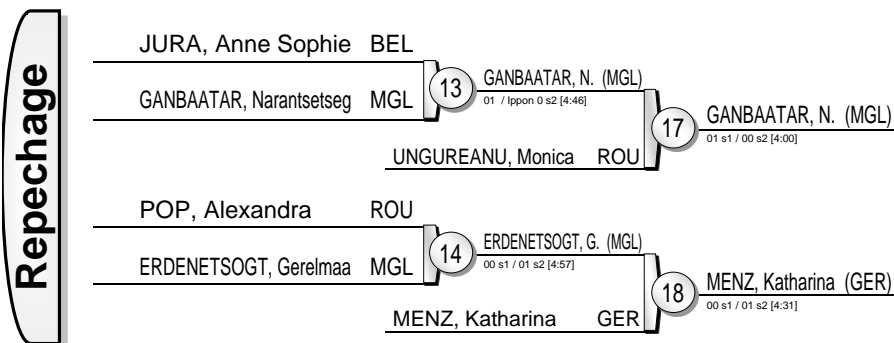 Repechage
JURA, Anne Sophie BEL
GANBAATAR, Narantsetseg MGL
13
GANBAATAR, N. (MGL)
01 / Ippon 0 s2 [4:46]
UNGUREANU, Monica ROU
17
GANBAATAR, N. (MGL)
01 s1 / 00 s2 [4:00]
POP, Alexandra ROU
ERDENETSOGT, Gerelmaa MGL
14
ERDENETSOGT, G. (MGL)
00 s1 / 01 s2 [4:57]
MENZ, Katharina GER
18
MENZ, Katharina (GER)
00 s1 / 01 s2 [4:31]